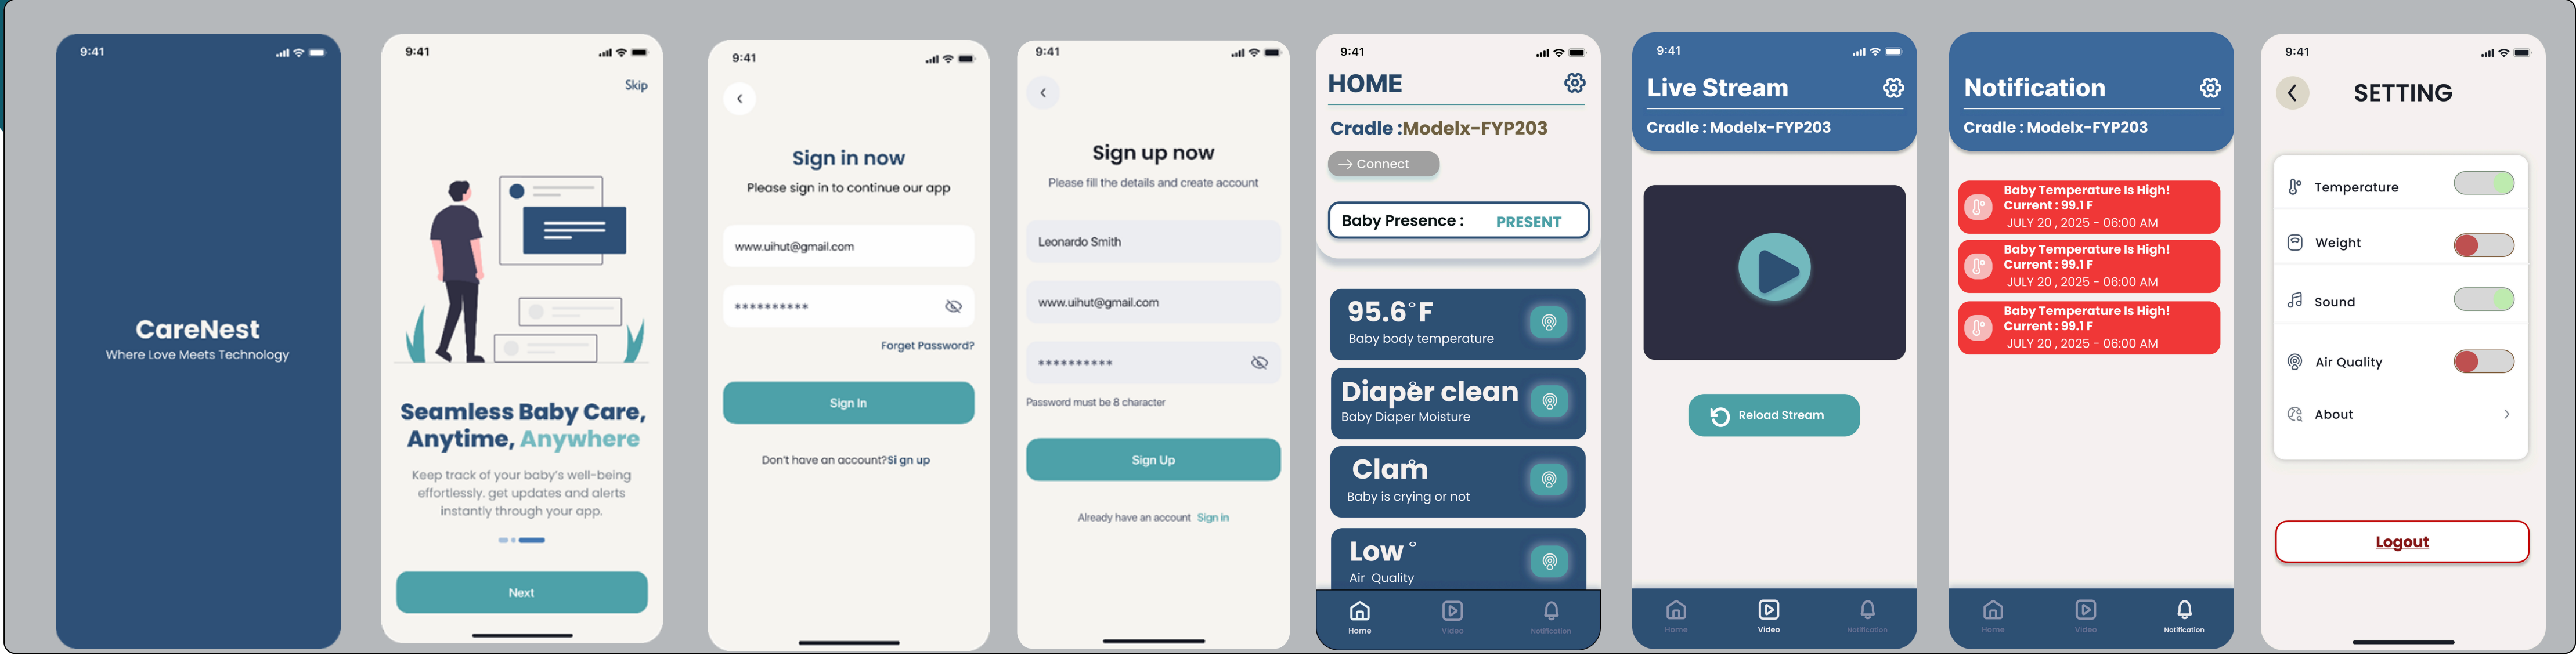 9:41
CareNest
Where Love Meets Technology
9:41
Skip
Seamless Baby Care,
Anytime, Anywhere
Keep track of your baby's well-being
effortlessly. get updates and alerts
instantly through your app.
Next
9:41
Sign in now
Please sign in to continue our app
www.uihut@gmail.com
**********
Forget Password?
Sign In
Don't have an account?Si gn up
9:41
Sign up now
Please fill the details and create account
Leonardo Smith
www.uihut@gmail.com
**********
Password must be 8 character
Sign Up
Already have an account Sign in
9:41
HOME
Cradle :Modelx-FYP203
→ Connect
Baby Presence : PRESENT
95.6°F
Baby body temperature
Diaper clean °
Baby Diaper Moisture
Clam °
Baby is crying or not
Low °
Air Quality
Home Video Notification
9:41
Live Stream
Cradle : Modelx-FYP203
Reload Stream
Home Video Notification
9:41
Notification
Cradle : Modelx-FYP203
Baby Temperature Is High!
Current : 99.1 F
JULY 20 , 2025 - 06:00 AM
Baby Temperature Is High!
Current : 99.1 F
JULY 20 , 2025 - 06:00 AM
Baby Temperature Is High!
Current : 99.1 F
JULY 20 , 2025 - 06:00 AM
Home Video Notification
9:41
SETTING
Temperature
Weight
Sound
Air Quality
About
Logout